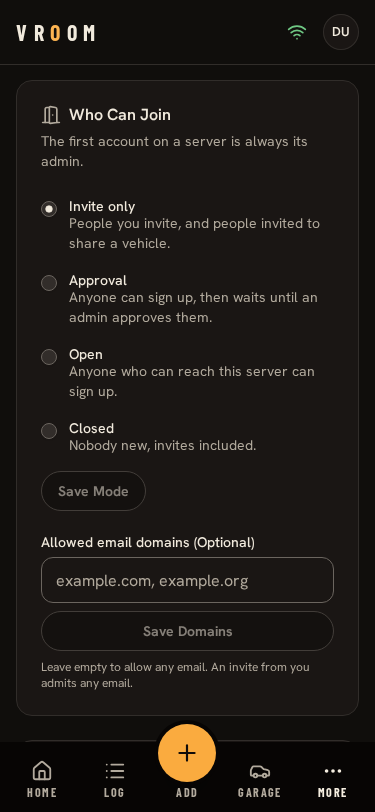 VROOM
DU
Who Can Join
The first account on a server is always its
admin.
Invite only
People you invite, and people invited to
share a vehicle.
Approval
Anyone can sign up, then waits until an
admin approves them.
Open
Anyone who can reach this server can
sign up.
Closed
Nobody new, invites included.
Save Mode
Allowed email domains (Optional)
example.com, example.org
Save Domains
Leave empty to allow any email. An invite from you
admits any email.
HOME
LOG
ADD
GARAGE
MORE